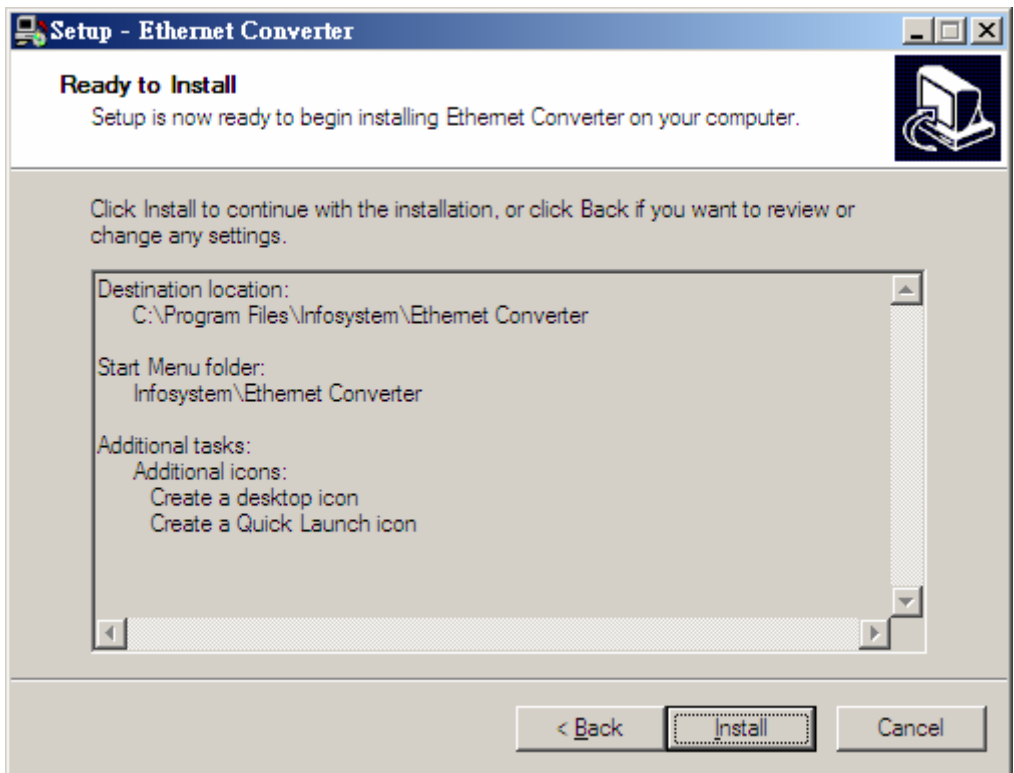 Setup - Ethernet Converter
Ready to Install
Setup is now ready to begin installing Ethernet Converter on your computer.
Click Install to continue with the installation, or click Back if you want to review or
change any settings.
Destination location:
C:\Program Files\Infosystem\Ethernet Converter
Start Menu folder:
Infosystem\Ethernet Converter
Additional tasks:
Additional icons:
Create a desktop icon
Create a Quick Launch icon
< Back
Install
Cancel